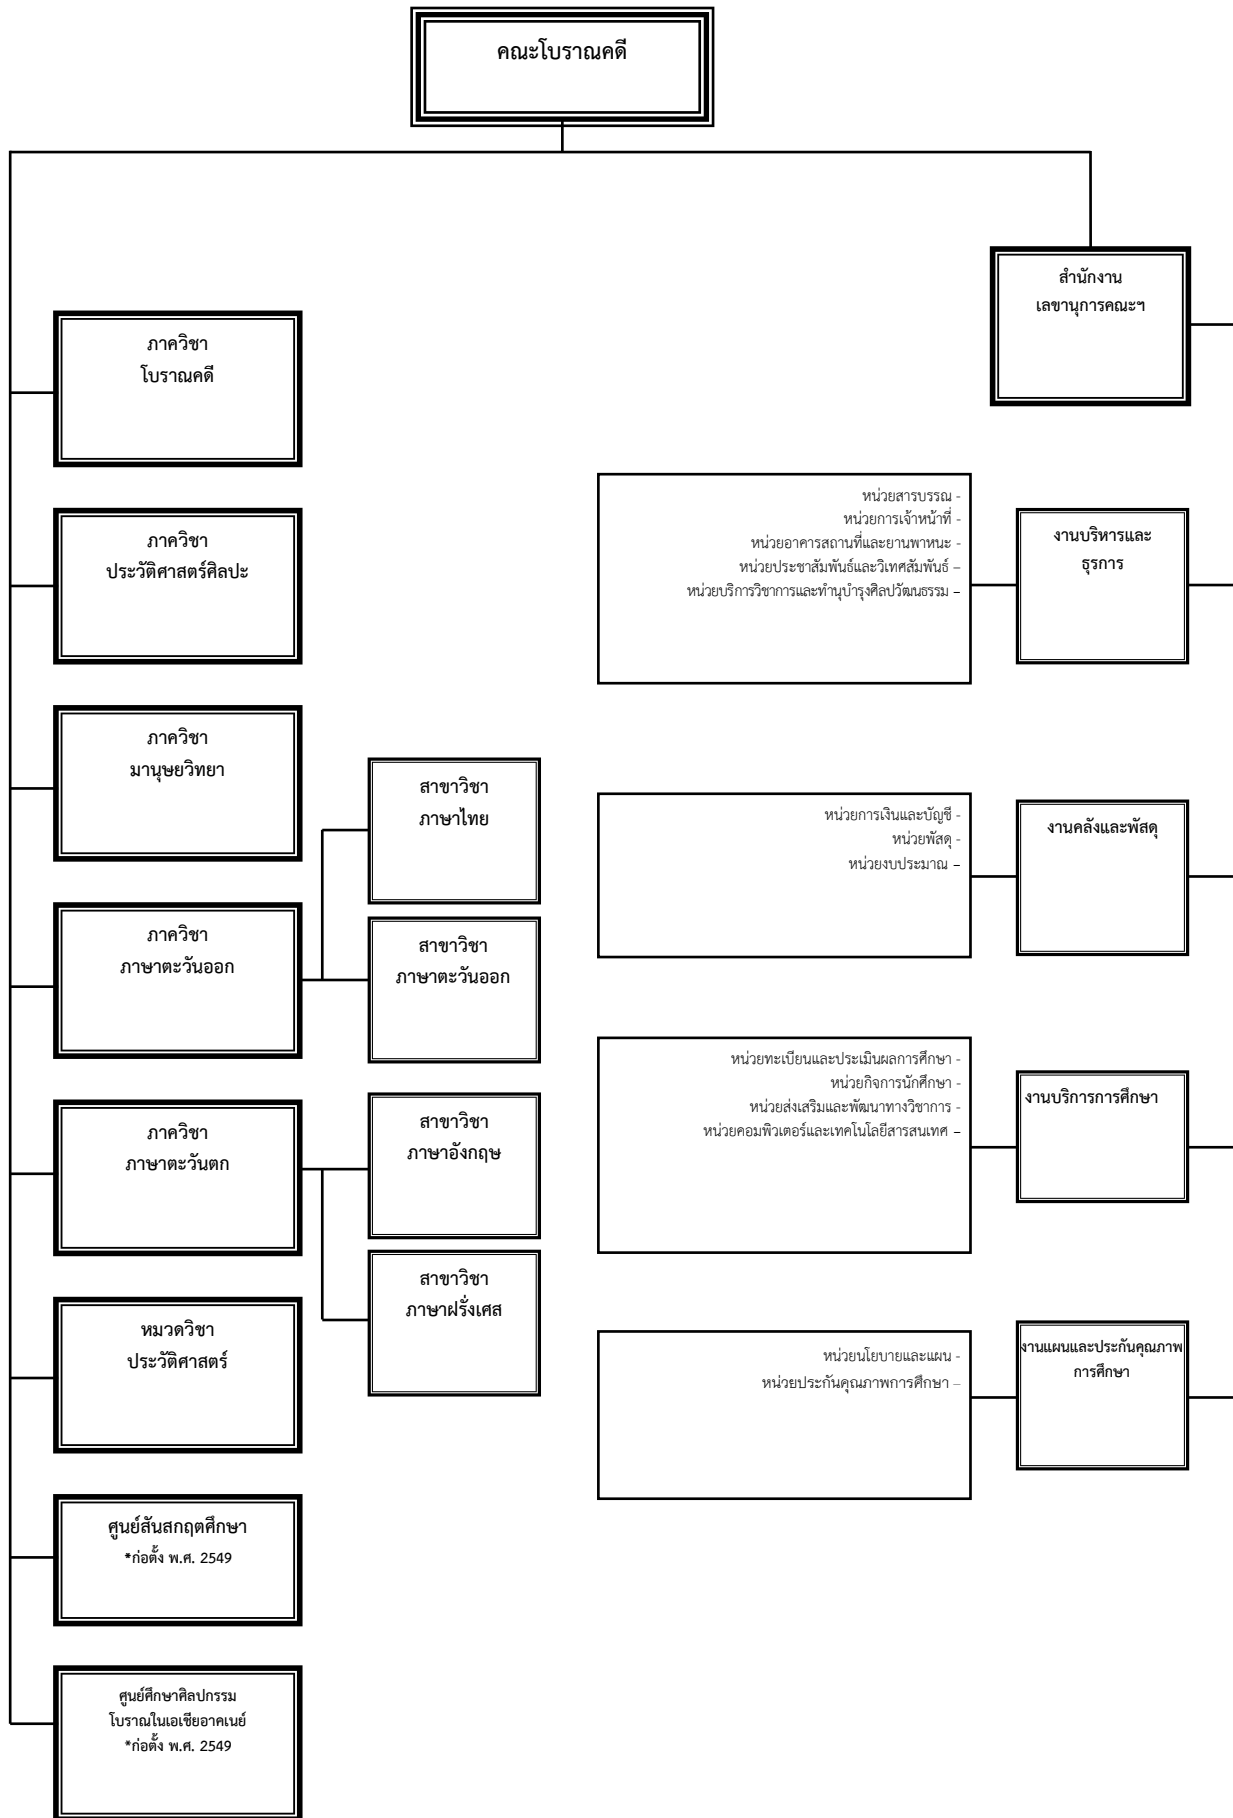 คณะโบราณคดี
สำนักงาน
เลขานุการคณะฯ
ภาควิชา
โบราณคดี
ภาควิชา
ประวัติศาสตร์ศิลปะ
ภาควิชา
มานุษยวิทยา
ภาควิชา
ภาษาตะวันออก
สาขาวิชา
ภาษาไทย
สาขาวิชา
ภาษาตะวันออก
ภาควิชา
ภาษาตะวันตก
สาขาวิชา
ภาษาอังกฤษ
สาขาวิชา
ภาษาฝรั่งเศส
หมวดวิชา
ประวัติศาสตร์
ศูนย์สันสกฤตศึกษา
*ก่อตั้ง พ.ศ. 2549
ศูนย์ศึกษาศิลปกรรม
โบราณในเอเชียอาคเนย์
*ก่อตั้ง พ.ศ. 2549
หน่วยสารบรรณ -
หน่วยการเจ้าหน้าที่ -
หน่วยอาคารสถานที่และยานพาหนะ -
หน่วยประชาสัมพันธ์และวิเทศสัมพันธ์ –
หน่วยบริการวิชาการและทำนุบำรุงศิลปวัฒนธรรม –
งานบริหารและ
ธุรการ
หน่วยการเงินและบัญชี -
หน่วยพัสดุ -
หน่วยงบประมาณ –
งานคลังและพัสดุ
หน่วยทะเบียนและประเมินผลการศึกษา -
หน่วยกิจการนักศึกษา -
หน่วยส่งเสริมและพัฒนาทางวิชาการ -
หน่วยคอมพิวเตอร์และเทคโนโลยีสารสนเทศ –
งานบริการการศึกษา
หน่วยนโยบายและแผน -
หน่วยประกันคุณภาพการศึกษา –
งานแผนและประกันคุณภาพ
การศึกษา